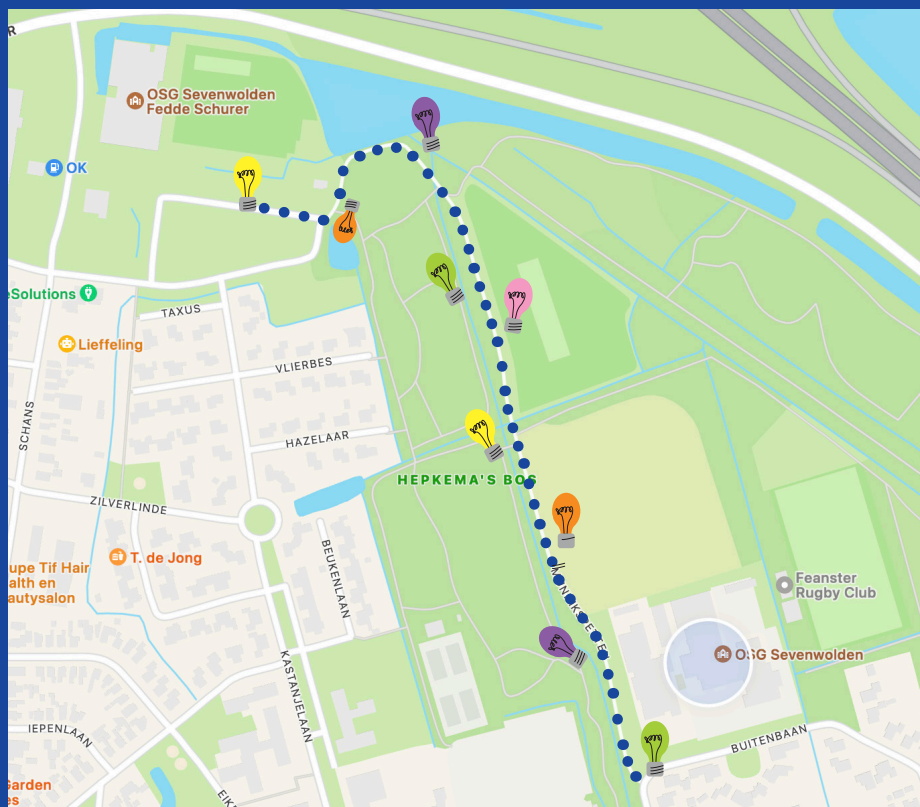 R
OSG Sevenwolden
Fedde Schurer
OK
eSolutions
TAXUS
Lieffeling
VLIERBES
SCHANS
HAZELAAR
HEPKEMA'S BOS
ZILVERLINDE
T. de Jong
upe Tif Hair
alth en
autysalon
BEUKENLAAN
Feanster
Rugby Club
OSG Sevenwolden
KASTANJELAAN
IEPENLAAN
BUITENBAAN
Garden
es
EIK